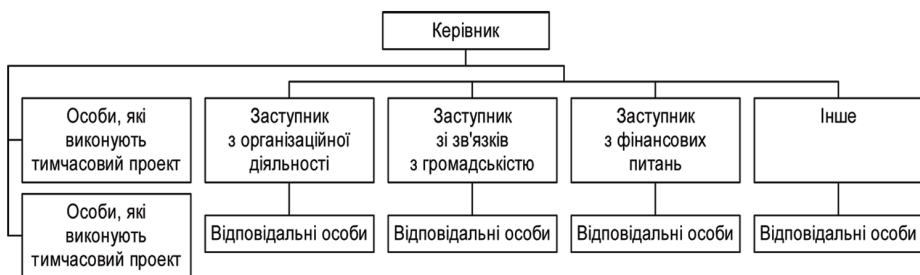 Керівник
Особи, які
виконують
тимчасовий проект
Заступник
з організаційної
діяльності
Заступник
зі зв'язків
з громадськістю
Заступник
з фінансових
питань
Інше
Особи, які
виконують
тимчасовий проект
Відповідальні особи
Відповідальні особи
Відповідальні особи
Відповідальні особи